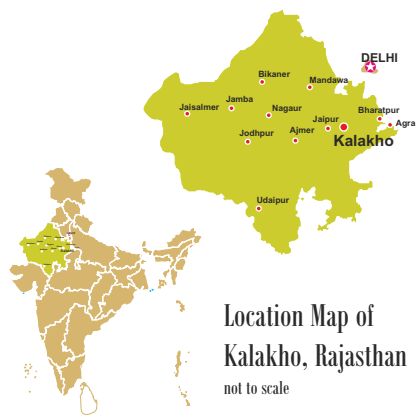 DELHI
Bikaner
Mandawa
Jaisalmer
Jamba
Nagaur
Jaipur
Bharatpur
Agra
Jodhpur
Ajmer
Kalakho
Udaipur
Location Map of
Kalakho, Rajasthan
not to scale